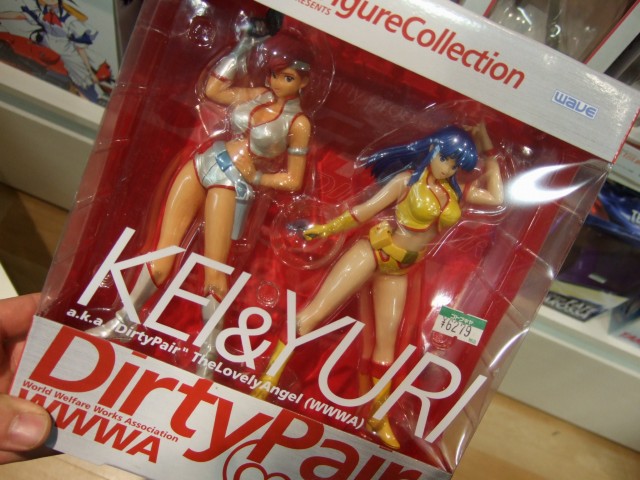 FigureCollection
PRESENTS
wave
KEI&YURI
a.k.a "DirtyPair" TheLovelyAngel (WWWA)
¥6279
DirtyPair
World Welfare Works Association
WWWA